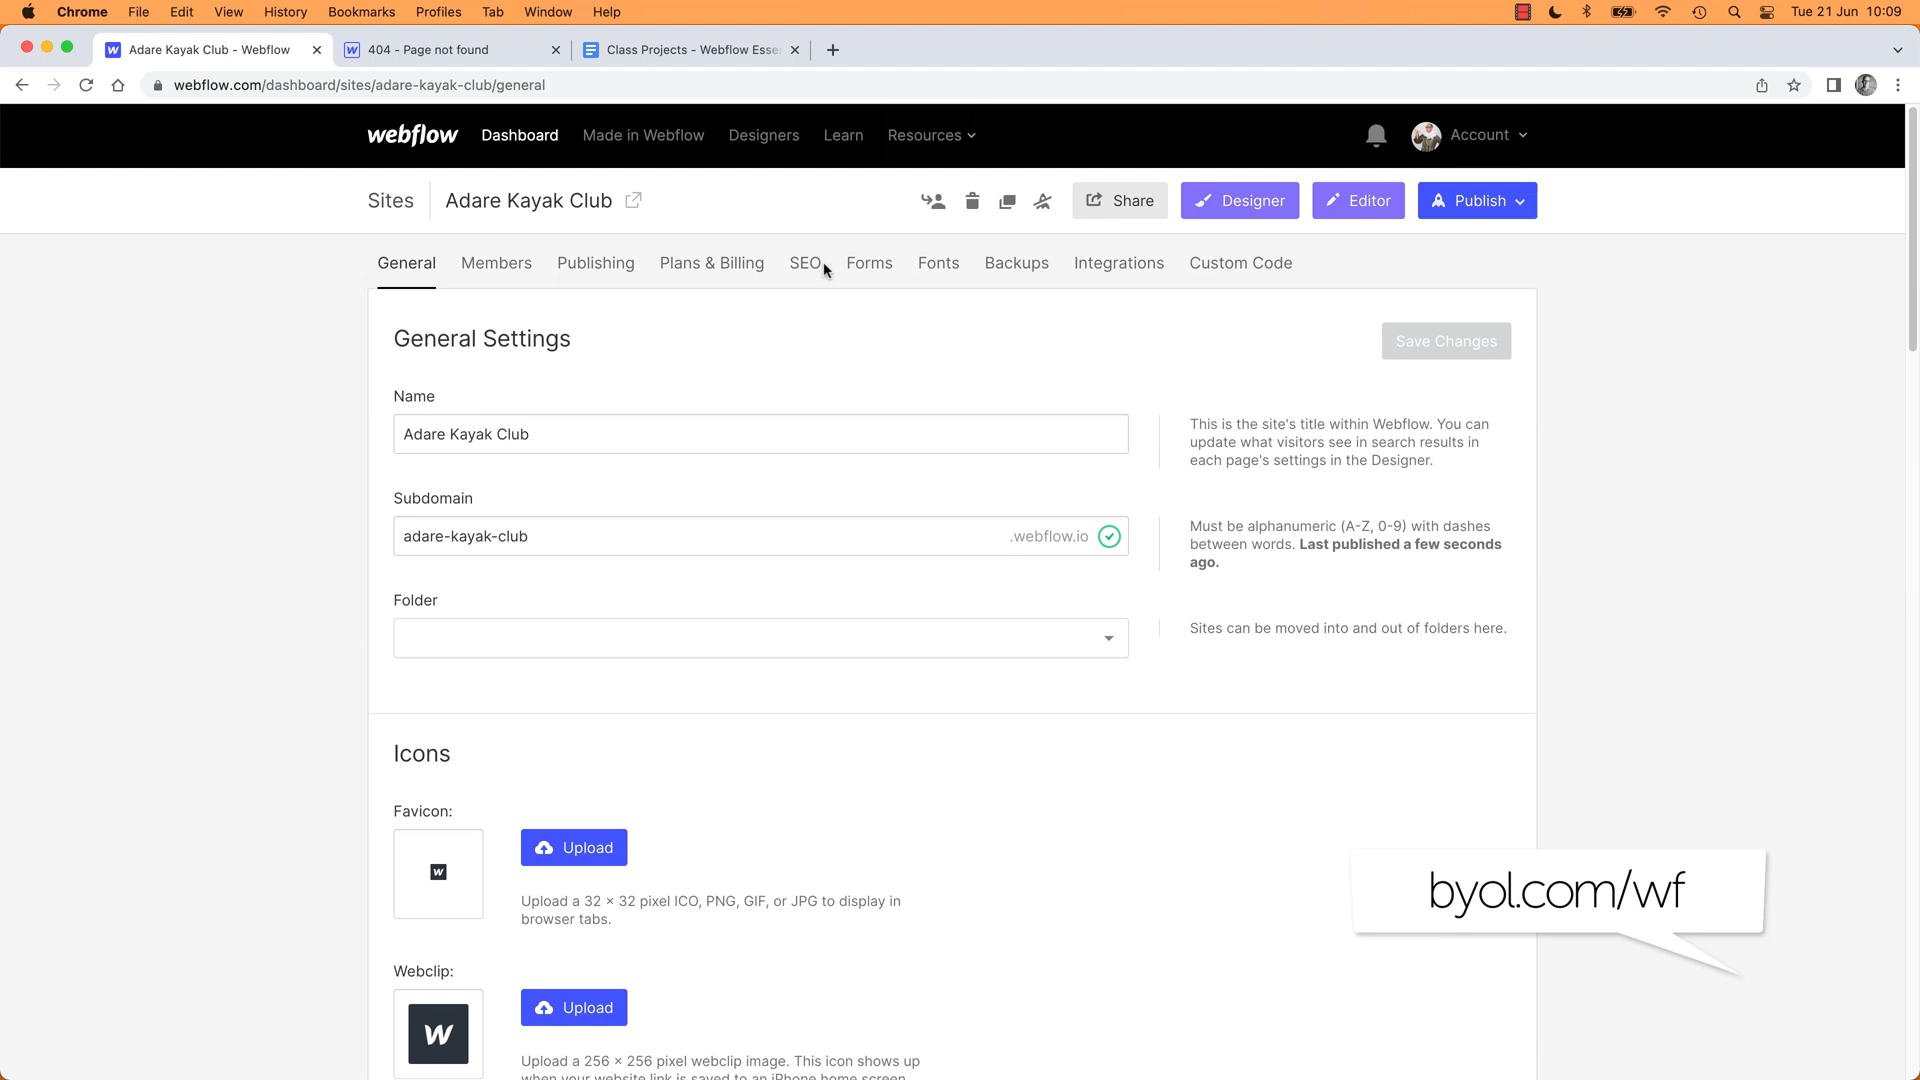 Chrome File Edit View History Bookmarks Profiles Tab Window Help Tue 21 Jun 10:09
Adare Kayak Club - Webflow 404 - Page not found Class Projects - Webflow Esse
webflow.com/dashboard/sites/adare-kayak-club/general
webflow Dashboard Made in Webflow Designers Learn Resources Account
Sites Adare Kayak Club Share Designer Editor Publish
General Members Publishing Plans & Billing SEO Forms Fonts Backups Integrations Custom Code
General Settings
Save Changes
Name
Adare Kayak Club
This is the site's title within Webflow. You can
update what visitors see in search results in
each page's settings in the Designer.
Subdomain
adare-kayak-club .webflow.io
Must be alphanumeric (A-Z, 0-9) with dashes
between words. Last published a few seconds
ago.
Folder
Sites can be moved into and out of folders here.
Icons
Favicon:
Upload
Upload a 32 × 32 pixel ICO, PNG, GIF, or JPG to display in
browser tabs.
byol.com/wf
Webclip:
Upload
Upload a 256 × 256 pixel webclip image. This icon shows up
when your website link is saved to an iPhone home screen